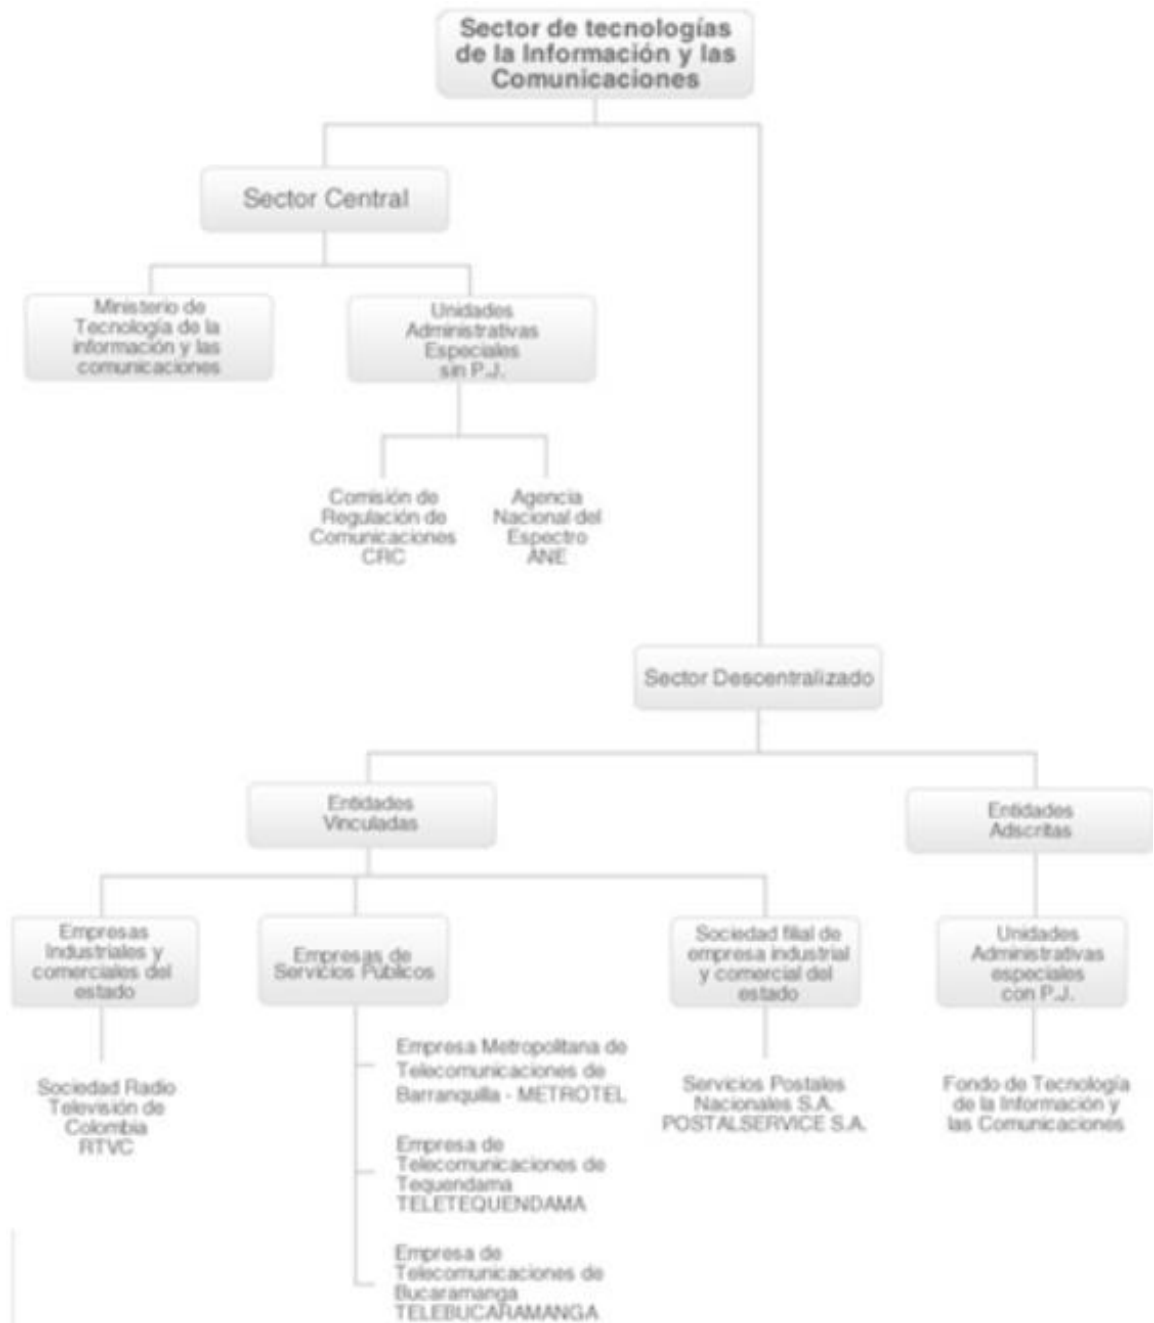 Sector de tecnologías
de la Información y las
Comunicaciones
Sector Central
Ministerio de
Tecnología de la
información y las
comunicaciones
Unidades
Administrativas
Especiales
sin P.J.
Comisión de
Regulación de
Comunicaciones
CRC
Agencia
Nacional del
Espectro
ANE
Sector Descentralizado
Entidades
Vinculadas
Entidades
Adscritas
Empresas
Industriales y
comerciales del
estado
Empresas de
Servicios Públicos
Sociedad filial de
empresa industrial
y comercial del
estado
Unidades
Administrativas
especiales
con P.J.
Sociedad Radio
Televisión de
Colombia
RTVC
Empresa Metropolitana de
Telecomunicaciones de
Barranquilla - METROTEL
Empresa de
Telecomunicaciones de
Tequendama
TELETEQUENDAMA
Empresa de
Telecomunicaciones de
Bucaramanga
TELEBUCARAMANGA
Servicios Postales
Nacionales S.A.
POSTALSERVICE S.A.
Fondo de Tecnología
de la Información y
las Comunicaciones